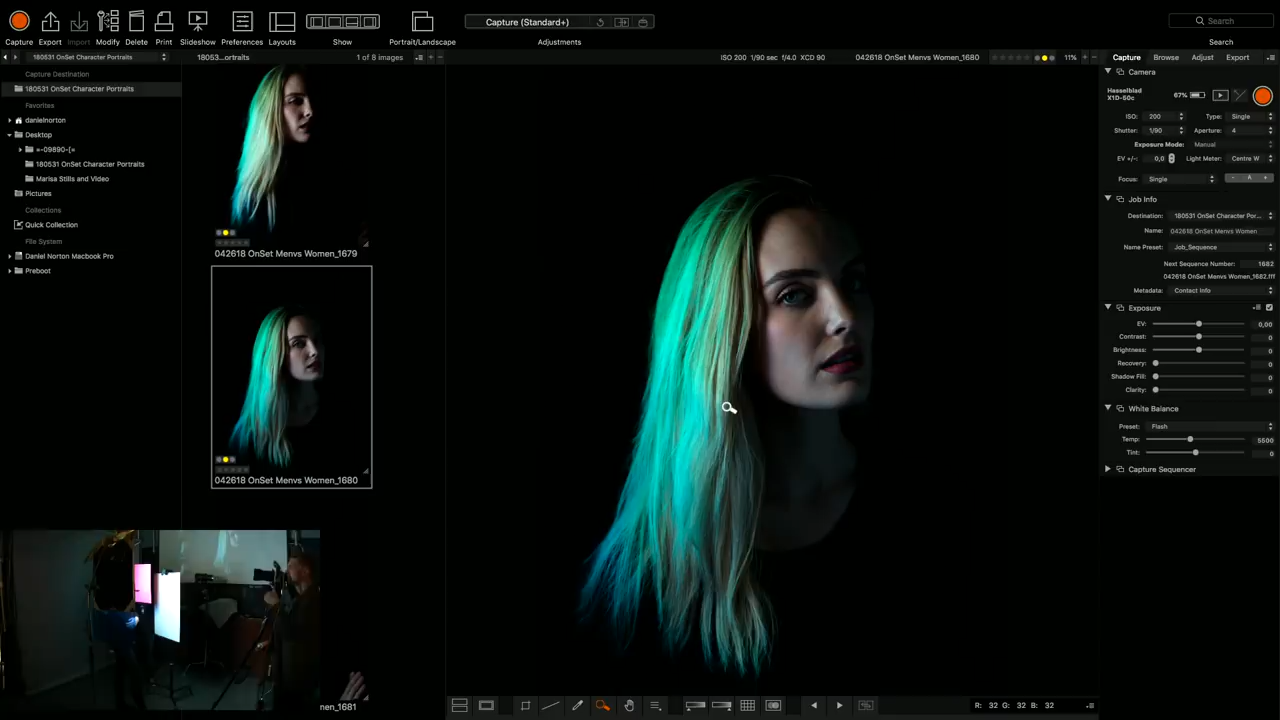 Capture Export Import Modify Delete Print Slideshow Preferences Layouts Show Portrait/Landscape
Capture (Standard+)
Adjustments
Search
Search
180531 OnSet Character Portraits
18053...ortraits
1 of 8 images
ISO 200 1/90 sec f/4.0 XCD 90
042618 OnSet Menvs Women_1680
11%
Capture Browse Adjust Export
Capture Destination
180531 OnSet Character Portraits
Favorites
danielnorton
Desktop
180531 OnSet Character Portraits
Marisa Stills and Video
Pictures
Collections
Quick Collection
File System
Daniel Norton Macbook Pro
Preboot
042618 OnSet Menvs Women_1679
042618 OnSet Menvs Women_1680
nen_1681
Camera
Hasselblad
X1D-50c
67%
ISO: 200 Type: Single
Shutter: 1/90 Aperture: 4
Exposure Mode: Manual
EV +/-: 0,0 Light Meter: Centre W
Focus: Single - A +
Job Info
Destination: 180531 OnSet Character Por...
Name: 042618 OnSet Menvs Women
Name Preset: Job_Sequence
Next Sequence Number: 1682
042618 OnSet Menvs Women_1682.fff
Metadata: Contact Info
Exposure
EV: 0,00
Contrast: 0
Brightness: 0
Recovery: 0
Shadow Fill: 0
Clarity: 0
White Balance
Preset: Flash
Temp: 5500
Tint: 0
Capture Sequencer
R: 32 G: 32 B: 32